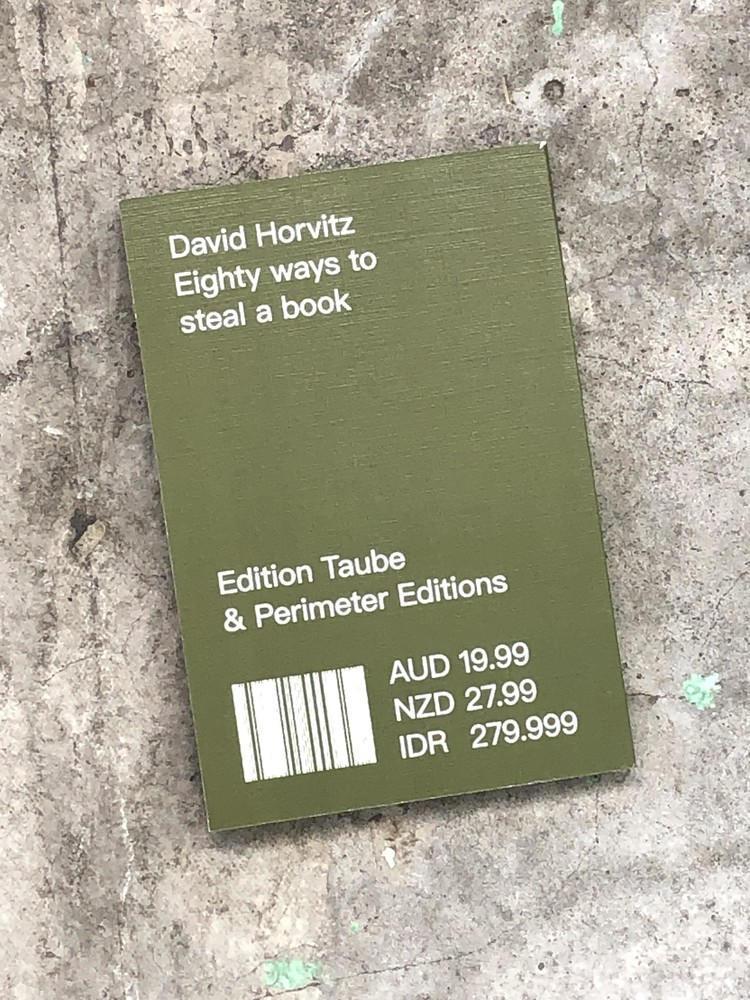 David Horvitz
Eighty ways to
steal a book
Edition Taube
& Perimeter Editions
AUD 19.99
NZD 27.99
IDR 279.999